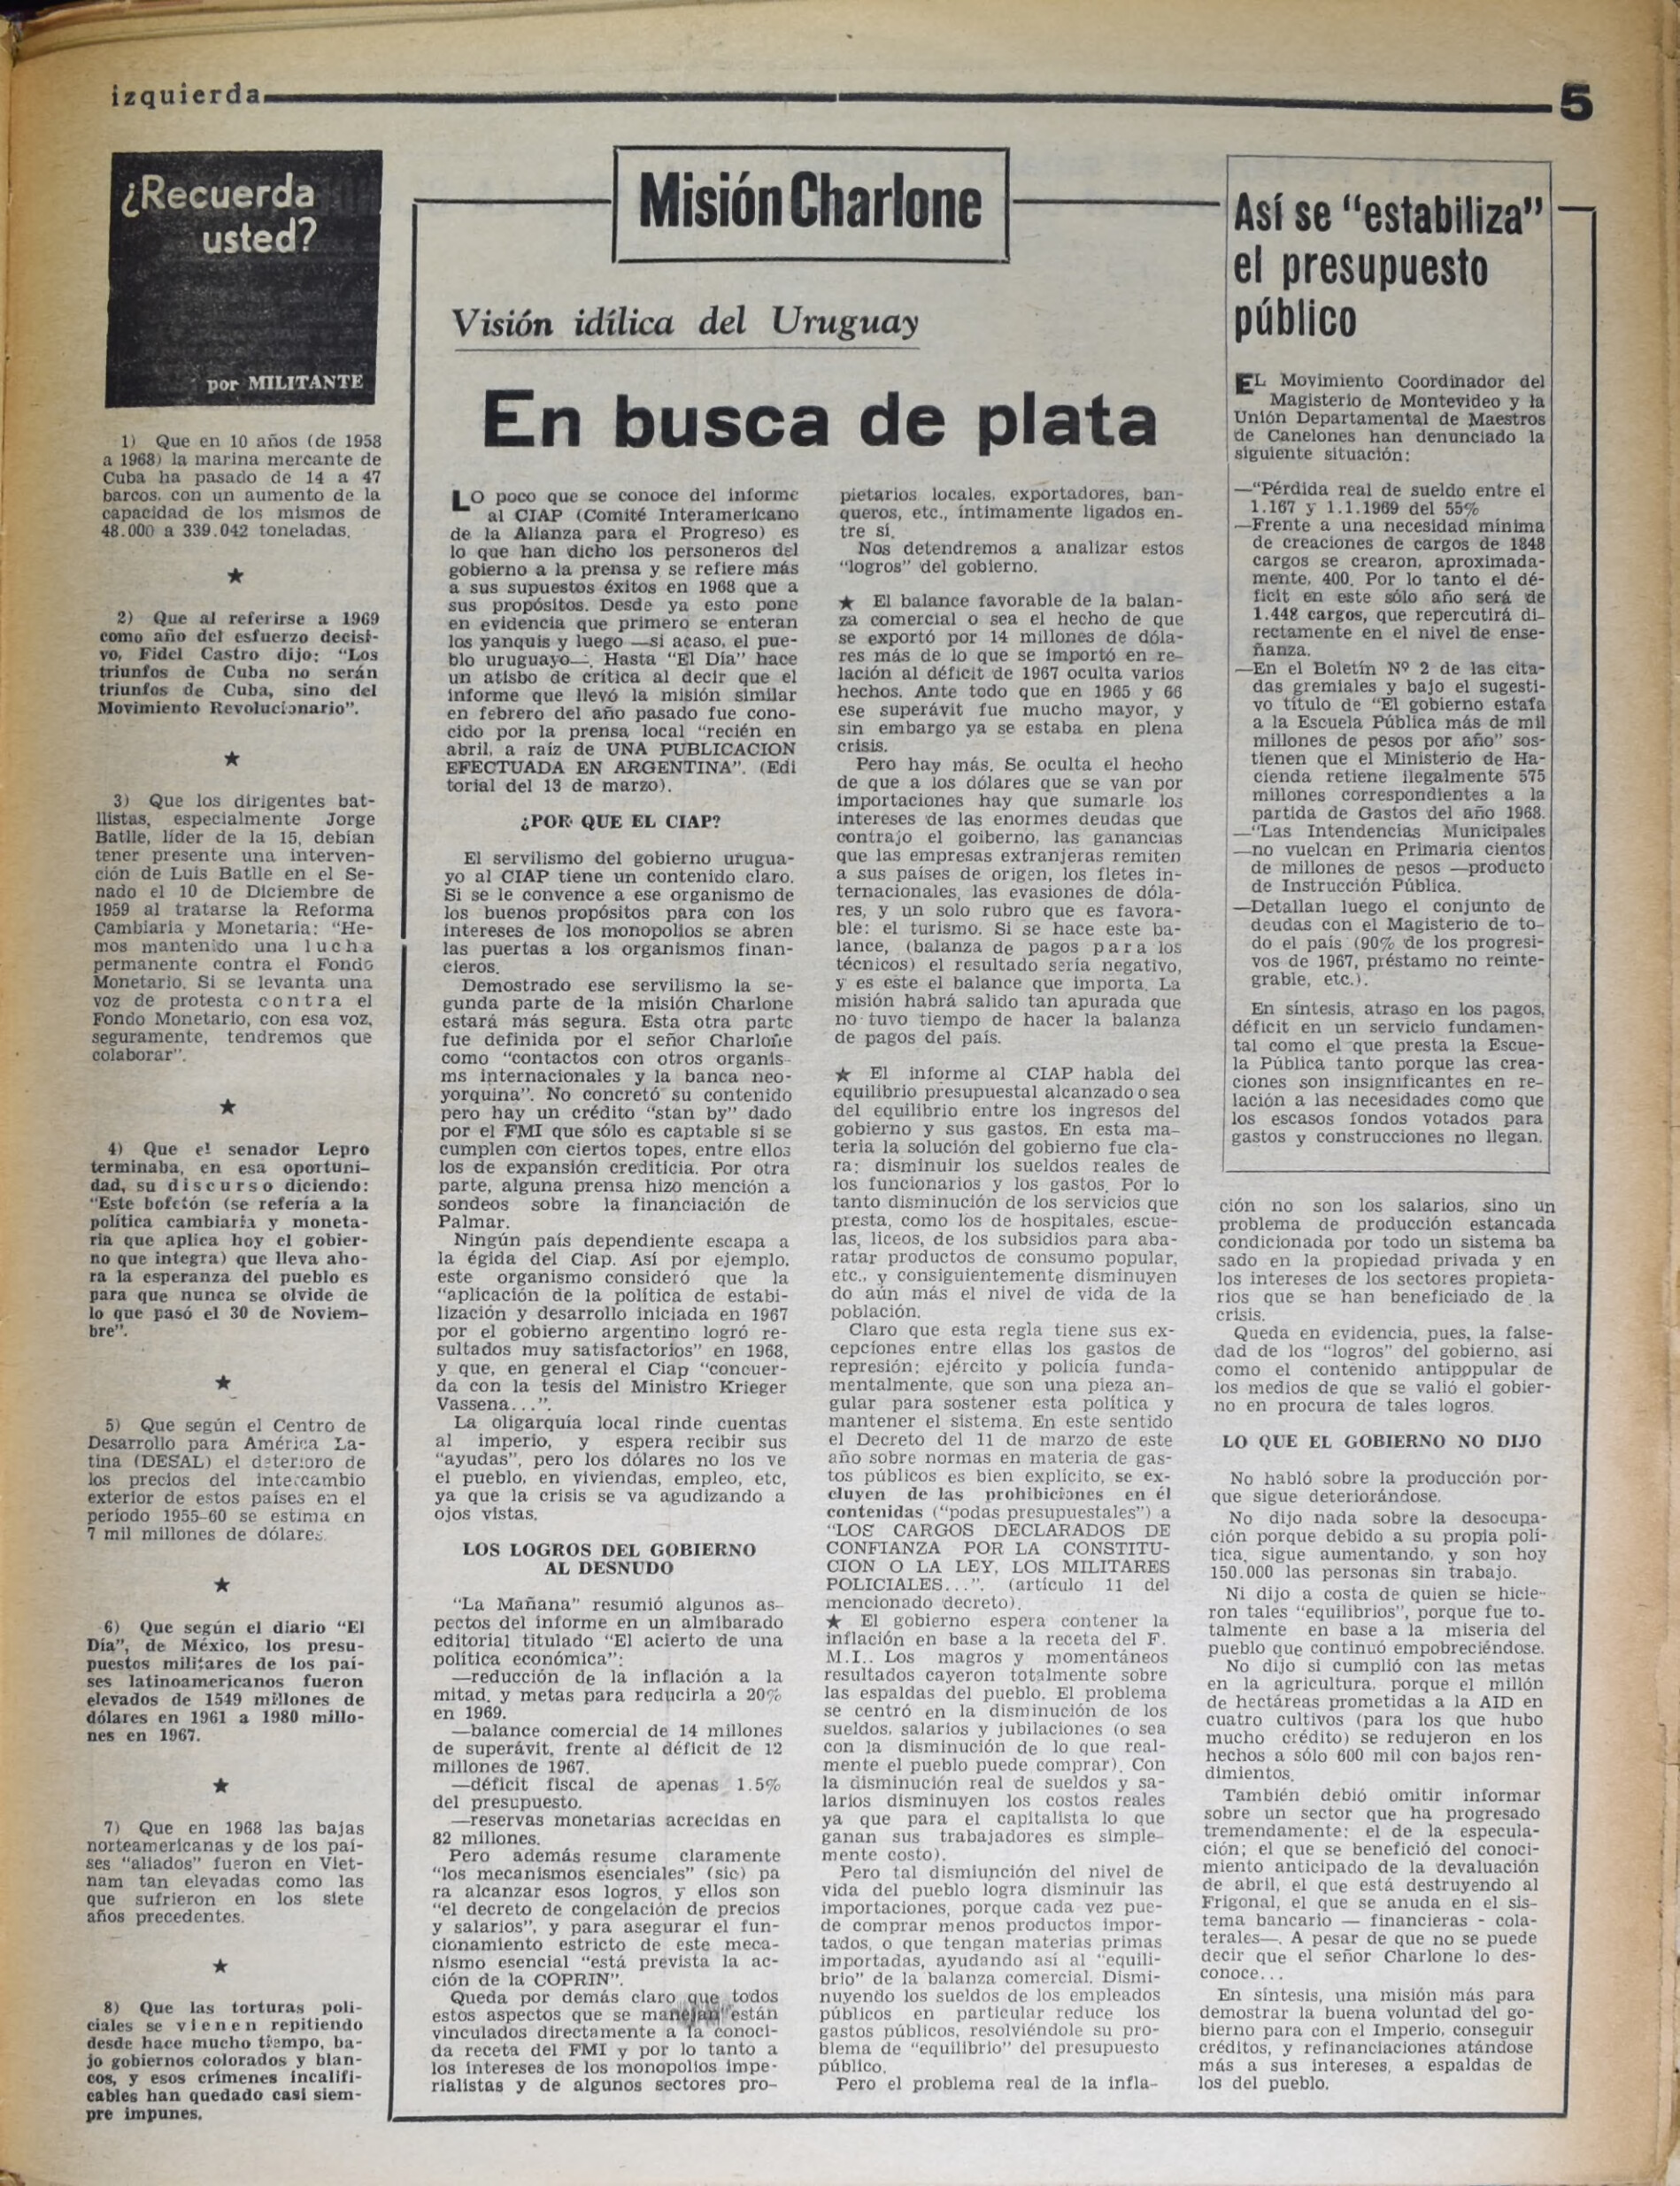 izquierda
5
¿Recuerda
usted?
por MILITANTE
1) Que en 10 años (de 1958
a 1968) la marina mercante de
Cuba ha pasado de 14 a 47
barcos, con un aumento de la
capacidad de los mismos de
48.000 a 339.042 toneladas.
★
2) Que al referirse a 1969
como año del esfuerzo decisi-
vo, Fidel Castro dijo: "Los
triunfos de Cuba no serán
triunfos de Cuba, sino del
Movimiento Revolucionario".
★
3) Que los dirigentes bat-
llistas, especialmente Jorge
Batlle, líder de la 15, debían
tener presente una interven-
ción de Luis Batlle en el Se-
nado el 10 de Diciembre de
1959 al tratarse la Reforma
Cambiaria y Monetaria: "He-
mos mantenido una lucha
permanente contra el Fondo
Monetario. Si se levanta una
voz de protesta contra el
Fondo Monetario, con esa voz,
seguramente, tendremos que
colaborar".
★
4) Que el senador Lepro
terminaba, en esa oportuni-
dad, su discurso diciendo:
"Este bofetón (se refería a la
política cambiaria y moneta-
ria que aplica hoy el gobier-
no que integra) que lleva aho-
ra la esperanza del pueblo es
para que nunca se olvide de
lo que pasó el 30 de Noviem-
bre".
★
5) Que según el Centro de
Desarrollo para América La-
tina (DESAL) el deterioro de
los precios del intercambio
exterior de estos países en el
período 1955-60 se estima en
7 mil millones de dólares.
★
6) Que según el diario "El
Día", de México, los presu-
puestos militares de los paí-
ses latinoamericanos fueron
elevados de 1549 millones de
dólares en 1961 a 1980 millo-
nes en 1967.
★
7) Que en 1968 las bajas
norteamericanas y de los paí-
ses "aliados" fueron en Viet-
nam tan elevadas como las
que sufrieron en los siete
años precedentes.
★
8) Que las torturas poli-
ciales se vienen repitiendo
desde hace mucho tiempo, ba-
jo gobiernos colorados y blan-
cos, y esos crímenes incalifi-
cables han quedado casi siem-
pre impunes.
Misión Charlone
Visión idílica del Uruguay
En busca de plata
LO poco que se conoce del informe
al CIAP (Comité Interamericano
de la Alianza para el Progreso) es
lo que han dicho los personeros del
gobierno a la prensa y se refiere más
a sus supuestos éxitos en 1968 que a
sus propósitos. Desde ya esto pone
en evidencia que primero se enteran
los yanquis y luego —si acaso, el pue-
blo uruguayo—. Hasta "El Día" hace
un atisbo de crítica al decir que el
informe que llevó la misión similar
en febrero del año pasado fue cono-
cido por la prensa local "recién en
abril, a raíz de UNA PUBLICACION
EFECTUADA EN ARGENTINA". (Edi
torial del 13 de marzo).
¿POR QUE EL CIAP?
El servilismo del gobierno urugua-
yo al CIAP tiene un contenido claro.
Si se le convence a ese organismo de
los buenos propósitos para con los
intereses de los monopolios se abren
las puertas a los organismos finan-
cieros.
Demostrado ese servilismo la se-
gunda parte de la misión Charlone
estará más segura. Esta otra parte
fue definida por el señor Charlone
como "contactos con otros organis-
ms internacionales y la banca neo-
yorquina". No concretó su contenido
pero hay un crédito "stan by" dado
por el FMI que sólo es captable si se
cumplen con ciertos topes, entre ellos
los de expansión crediticia. Por otra
parte, alguna prensa hizo mención a
sondeos sobre la financiación de
Palmar.
Ningún país dependiente escapa a
la égida del Ciap. Así por ejemplo,
este organismo consideró que la
"aplicación de la política de estabi-
lización y desarrollo iniciada en 1967
por el gobierno argentino logró re-
sultados muy satisfactorios" en 1968,
y que, en general el Ciap "concuer-
da con la tesis del Ministro Krieger
Vassena...".
La oligarquía local rinde cuentas
al imperio, y espera recibir sus
"ayudas", pero los dólares no los ve
el pueblo, en viviendas, empleo, etc,
ya que la crisis se va agudizando a
ojos vistas.
LOS LOGROS DEL GOBIERNO
AL DESNUDO
"La Mañana" resumió algunos as-
pectos del informe en un almibarado
editorial titulado "El acierto de una
política económica":
—reducción de la inflación a la
mitad, y metas para reducirla a 20%
en 1969.
—balance comercial de 14 millones
de superávit, frente al déficit de 12
millones de 1967.
—déficit fiscal de apenas 1.5%
del presupuesto.
—reservas monetarias acrecidas en
82 millones.
Pero además resume claramente
"los mecanismos esenciales" (sic) pa
ra alcanzar esos logros, y ellos son
"el decreto de congelación de precios
y salarios", y para asegurar el fun-
cionamiento estricto de este meca-
nismo esencial "está prevista la ac-
ción de la COPRIN".
Queda por demás claro que todos
estos aspectos que se manejan están
vinculados directamente a la conoci-
da receta del FMI y por lo tanto a
los intereses de los monopolios impe-
rialistas y de algunos sectores pro-
pietarios locales, exportadores, ban-
queros, etc., íntimamente ligados en-
tre sí.
Nos detendremos a analizar estos
"logros" del gobierno.
★ El balance favorable de la balan-
za comercial o sea el hecho de que
se exportó por 14 millones de dóla-
res más de lo que se importó en re-
lación al déficit de 1967 oculta varios
hechos. Ante todo que en 1965 y 66
ese superávit fue mucho mayor, y
sin embargo ya se estaba en plena
crisis.
Pero hay más. Se oculta el hecho
de que a los dólares que se van por
importaciones hay que sumarle los
intereses de las enormes deudas que
contrajo el goiberno, las ganancias
que las empresas extranjeras remiten
a sus países de origen, los fletes in-
ternacionales, las evasiones de dóla-
res, y un solo rubro que es favora-
ble: el turismo. Si se hace este ba-
lance, (balanza de pagos para los
técnicos) el resultado sería negativo,
y es este el balance que importa. La
misión habrá salido tan apurada que
no tuvo tiempo de hacer la balanza
de pagos del país.
★ El informe al CIAP habla del
equilibrio presupuestal alcanzado o sea
del equilibrio entre los ingresos del
gobierno y sus gastos. En esta ma-
teria la solución del gobierno fue cla-
ra: disminuir los sueldos reales de
los funcionarios y los gastos. Por lo
tanto disminución de los servicios que
presta, como los de hospitales, escue-
las, liceos, de los subsidios para aba-
ratar productos de consumo popular,
etc., y consiguientemente disminuyen
do aún más el nivel de vida de la
población.
Claro que esta regla tiene sus ex-
cepciones entre ellas los gastos de
represión: ejército y policía funda-
mentalmente, que son una pieza an-
gular para sostener esta política y
mantener el sistema. En este sentido
el Decreto del 11 de marzo de este
año sobre normas en materia de gas-
tos públicos es bien explícito, se ex-
cluyen de las prohibiciones en él
contenidas ("podas presupuestales") a
"LOS CARGOS DECLARADOS DE
CONFIANZA POR LA CONSTITU-
CION O LA LEY, LOS MILITARES
POLICIALES...". (artículo 11 del
mencionado decreto).
★ El gobierno espera contener la
inflación en base a la receta del F.
M.I.. Los magros y momentáneos
resultados cayeron totalmente sobre
las espaldas del pueblo. El problema
se centró en la disminución de los
sueldos, salarios y jubilaciones (o sea
con la disminución de lo que real-
mente el pueblo puede comprar). Con
la disminución real de sueldos y sa-
larios disminuyen los costos reales
ya que para el capitalista lo que
ganan sus trabajadores es simple-
mente costo).
Pero tal dismiunción del nivel de
vida del pueblo logra disminuir las
importaciones, porque cada vez pue-
de comprar menos productos impor-
tados, o que tengan materias primas
importadas, ayudando así al "equili-
brio" de la balanza comercial. Dismi-
nuyendo los sueldos de los empleados
públicos en particular reduce los
gastos públicos, resolviéndole su pro-
blema de "equilibrio" del presupuesto
público.
Pero el problema real de la infla-
Así se "estabiliza"
el presupuesto
público
EL Movimiento Coordinador del
Magisterio de Montevideo y la
Unión Departamental de Maestros
de Canelones han denunciado la
siguiente situación:
—"Pérdida real de sueldo entre el
1.167 y 1.1.1969 del 55%
—Frente a una necesidad mínima
de creaciones de cargos de 1848
cargos se crearon, aproximada-
mente, 400. Por lo tanto el dé-
ficit en este sólo año será de
1.448 cargos, que repercutirá di-
rectamente en el nivel de ense-
ñanza.
—En el Boletín Nº 2 de las cita-
das gremiales y bajo el sugesti-
vo título de "El gobierno estafa
a la Escuela Pública más de mil
millones de pesos por año" sos-
tienen que el Ministerio de Ha-
cienda retiene ilegalmente 575
millones correspondientes a la
partida de Gastos del año 1968.
—"Las Intendencias Municipales
—no vuelcan en Primaria cientos
de millones de pesos —producto
de Instrucción Pública.
—Detallan luego el conjunto de
deudas con el Magisterio de to-
do el país (90% de los progresi-
vos de 1967, préstamo no reinte-
grable, etc.).
En síntesis, atraso en los pagos,
déficit en un servicio fundamen-
tal como el que presta la Escue-
la Pública tanto porque las crea-
ciones son insignificantes en re-
lación a las necesidades como que
los escasos fondos votados para
gastos y construcciones no llegan.
ción no son los salarios, sino un
problema de producción estancada
condicionada por todo un sistema ba
sado en la propiedad privada y en
los intereses de los sectores propieta-
rios que se han beneficiado de la
crisis.
Queda en evidencia, pues, la false-
dad de los "logros" del gobierno, así
como el contenido antipopular de
los medios de que se valió el gobier-
no en procura de tales logros.
LO QUE EL GOBIERNO NO DIJO
No habló sobre la producción por-
que sigue deteriorándose.
No dijo nada sobre la desocupa-
ción porque debido a su propia polí-
tica, sigue aumentando, y son hoy
150.000 las personas sin trabajo.
Ni dijo a costa de quien se hicie-
ron tales "equilibrios", porque fue to-
talmente en base a la miseria del
pueblo que continuó empobreciéndose.
No dijo si cumplió con las metas
en la agricultura, porque el millón
de hectáreas prometidas a la AID en
cuatro cultivos (para los que hubo
mucho crédito) se redujeron en los
hechos a sólo 600 mil con bajos ren-
dimientos.
También debió omitir informar
sobre un sector que ha progresado
tremendamente: el de la especula-
ción; el que se benefició del conoci-
miento anticipado de la devaluación
de abril, el que está destruyendo al
Frigonal, el que se anuda en el sis-
tema bancario — financieras - cola-
terales—. A pesar de que no se puede
decir que el señor Charlone lo des-
conoce...
En síntesis, una misión más para
demostrar la buena voluntad del go-
bierno para con el Imperio, conseguir
créditos, y refinanciaciones atándose
más a sus intereses, a espaldas de
los del pueblo.